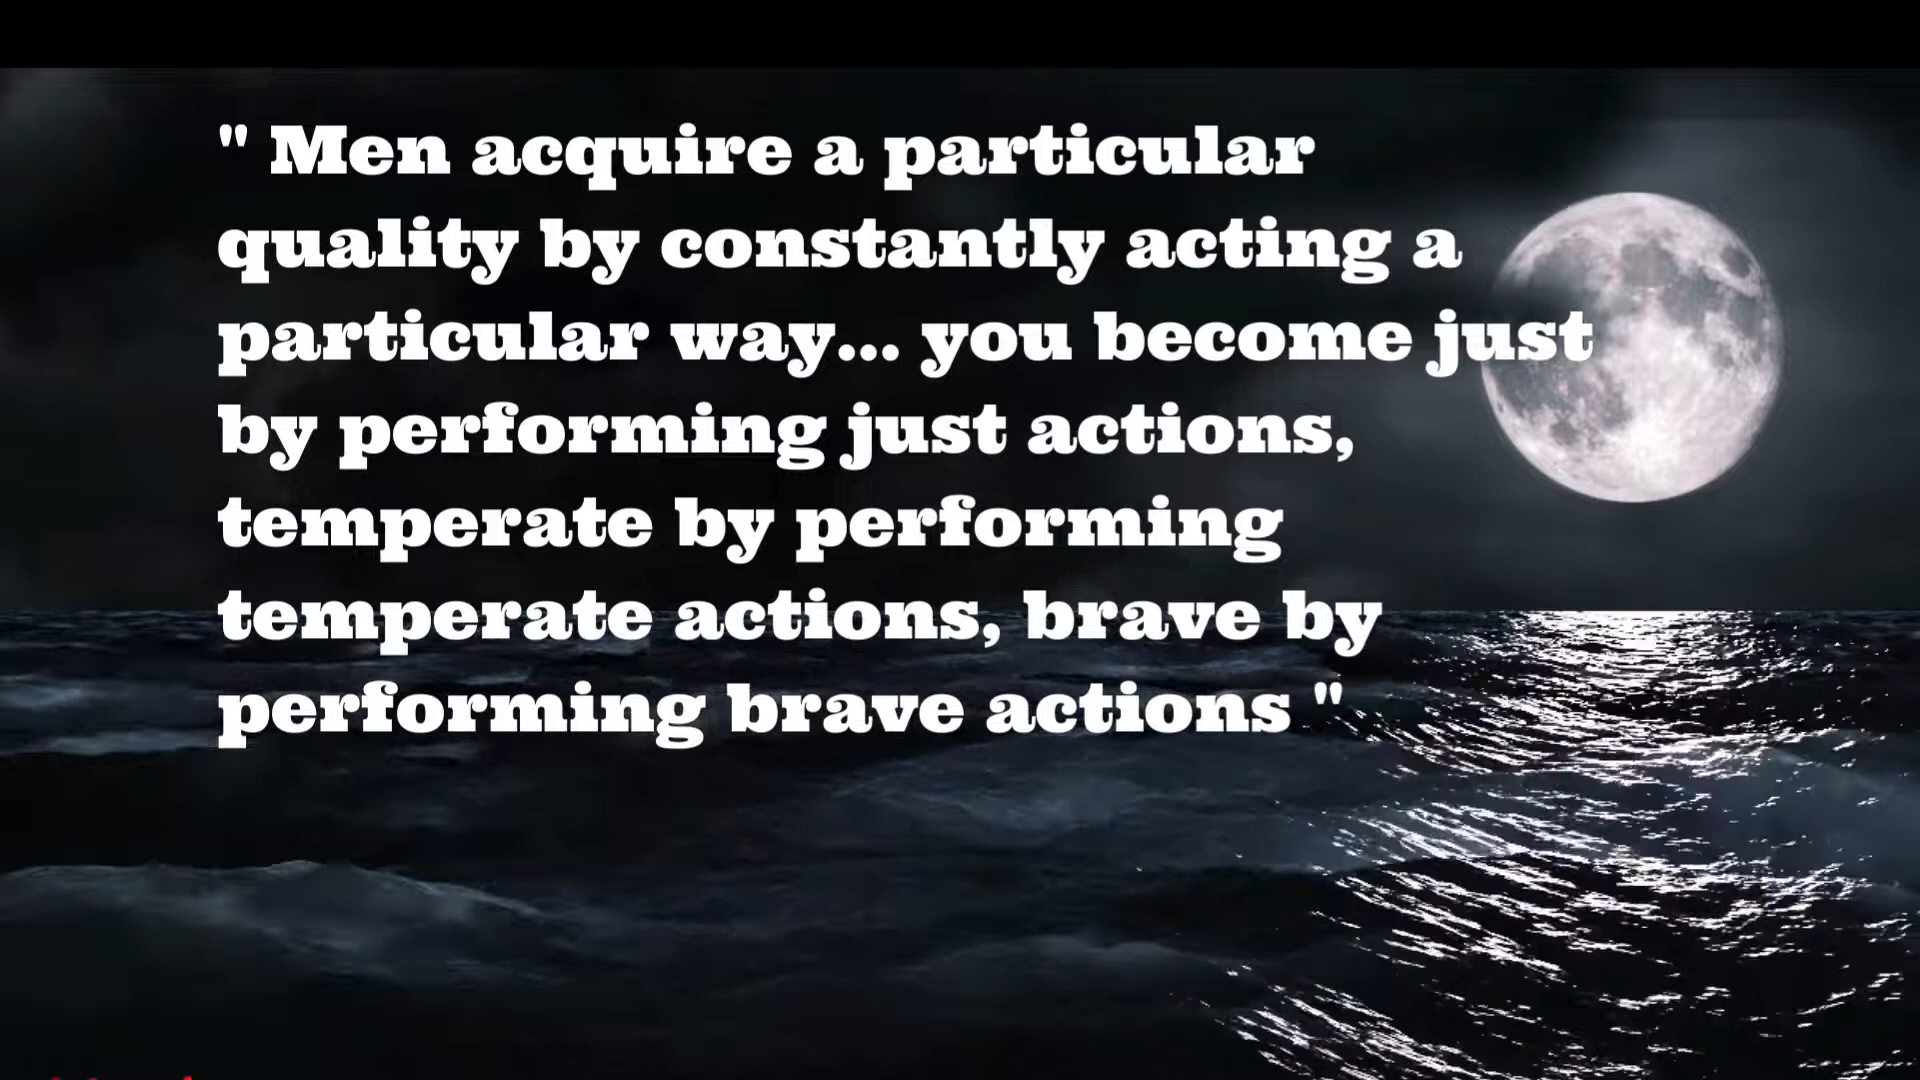 " Men acquire a particular
quality by constantly acting a
particular way... you become just
by performing just actions,
temperate by performing
temperate actions, brave by
performing brave actions "